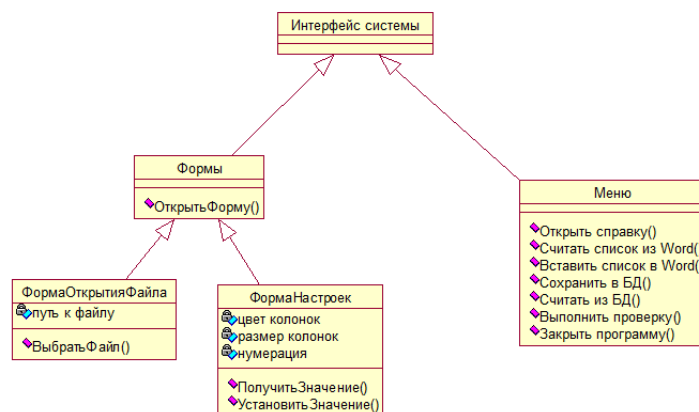 Интерфейс системы
Формы
ОткрытьФорму()
Меню
Открыть справку()
Считать список из Word(
Вставить список в Word(
Сохранить в БД()
Считать из БД()
Выполнить проверку()
Закрыть программу()
ФормаОткрытияФайла
путь к файлу
ВыбратьФайл()
ФормаНастроек
цвет колонок
размер колонок
нумерация
ПолучитьЗначение()
УстановитьЗначение()